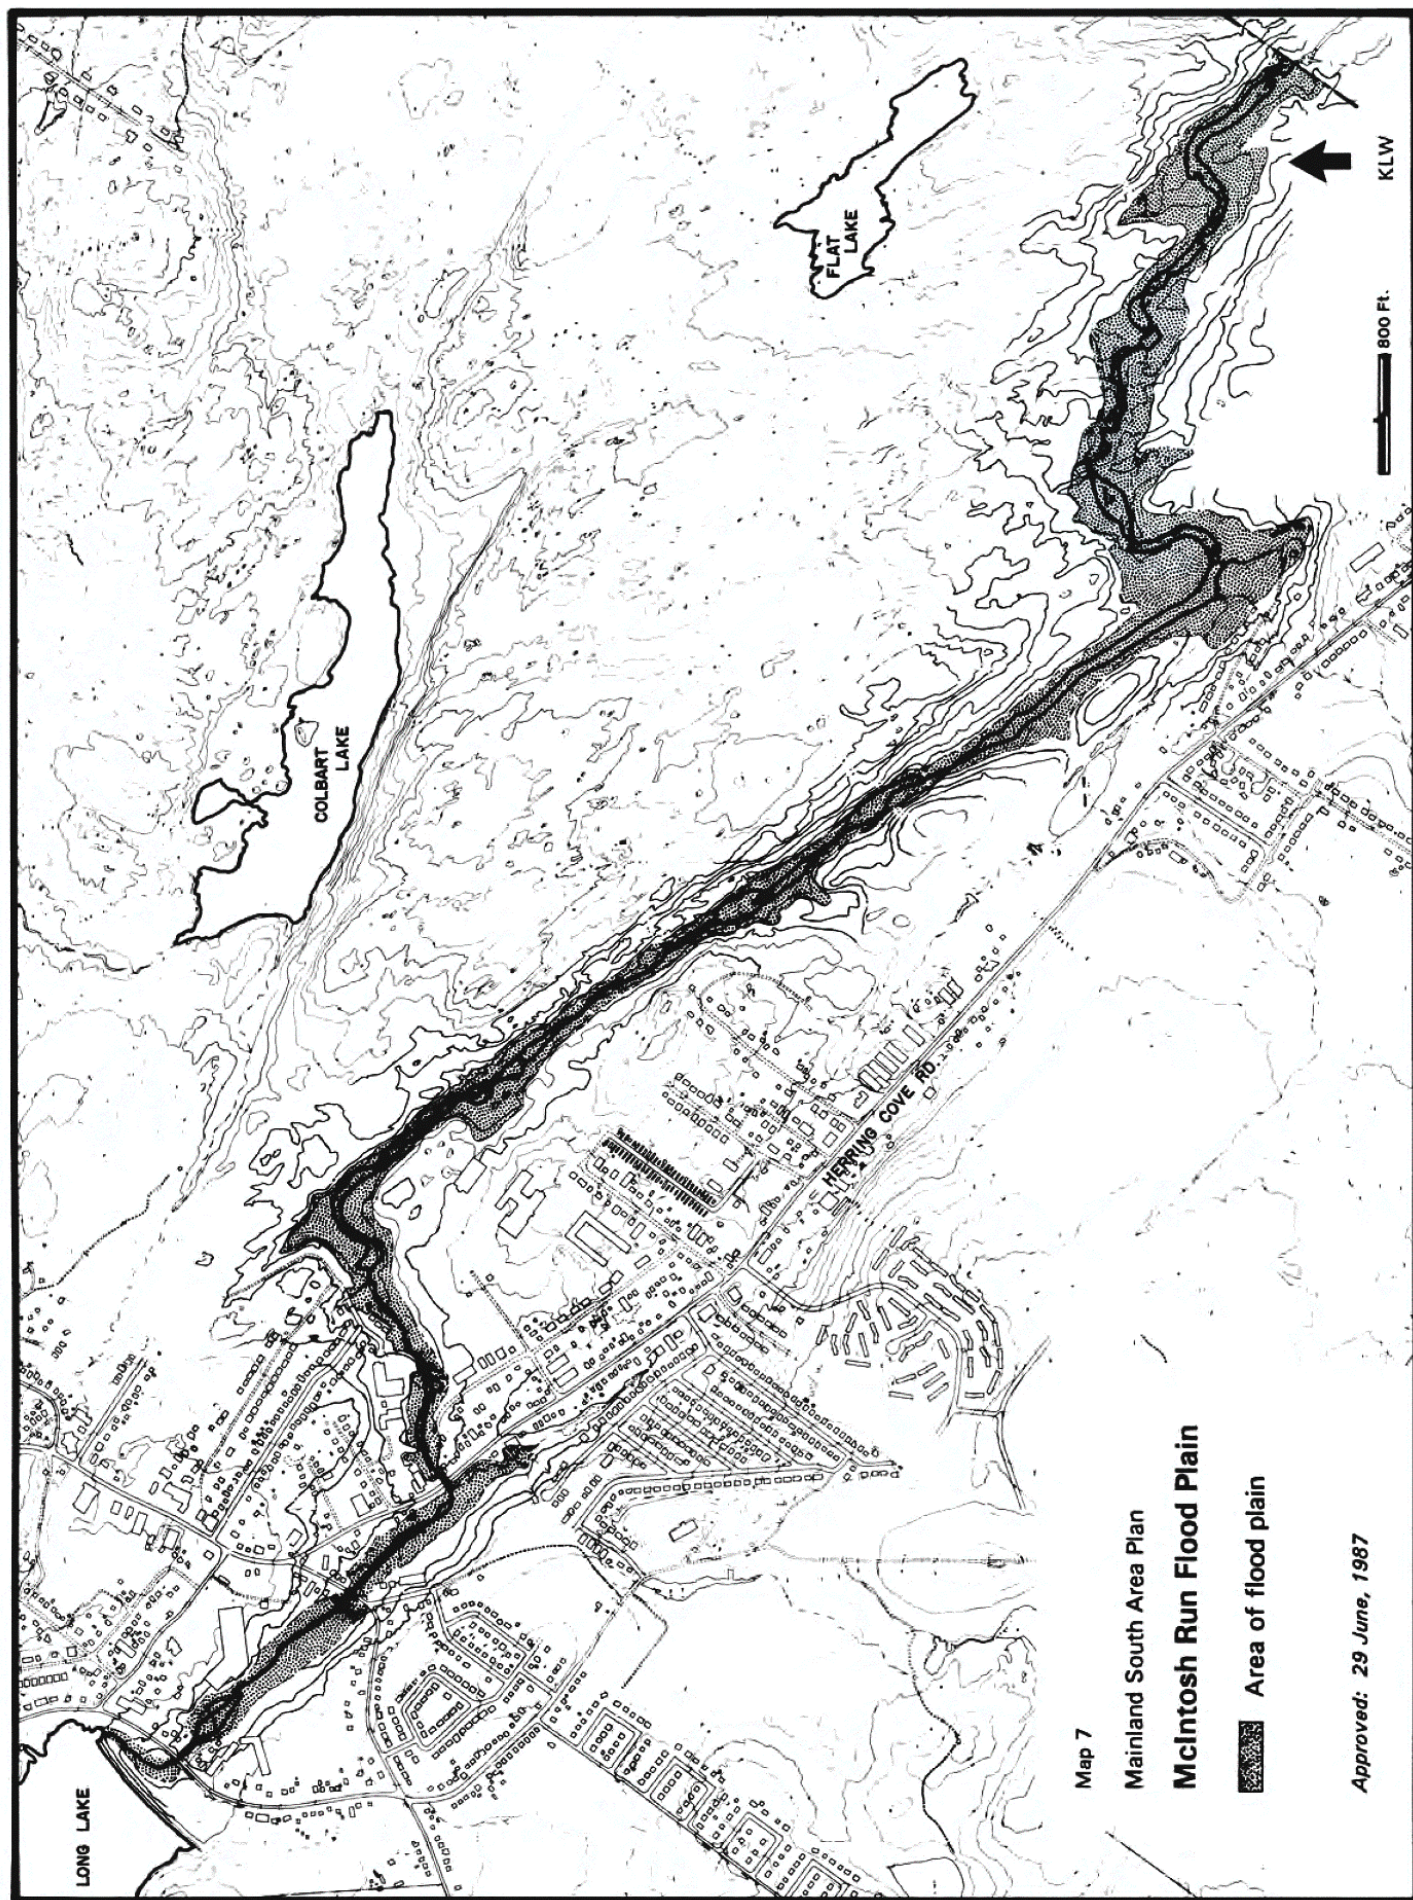 LONG LAKE
COLBART
LAKE
FLAT
LAKE
HERRING COVE RD.
Map 7
Mainland South Area Plan
McIntosh Run Flood Plain
Area of flood plain
Approved: 29 June, 1987
800 Ft.
KLW